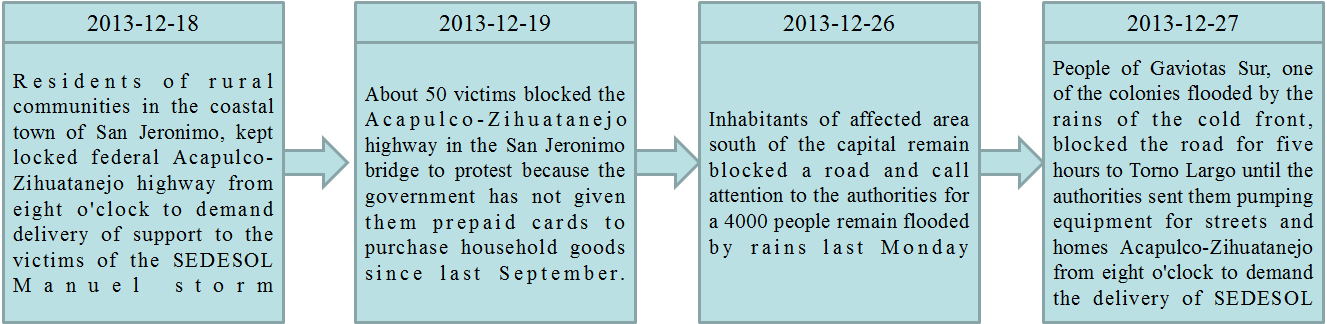 2013-12-18
Residents of rural
communities in the coastal
town of San Jeronimo, kept
locked federal Acapulco-
Zihuatanejo highway from
eight o'clock to demand
delivery of support to the
victims of the SEDESOL
Manuel storm
2013-12-19
About 50 victims blocked the
Acapulco-Zihuatanejo
highway in the San Jeronimo
bridge to protest because the
government has not given
them prepaid cards to
purchase household goods
since last September.
2013-12-26
Inhabitants of affected area
south of the capital remain
blocked a road and call
attention to the authorities for
a 4000 people remain flooded
by rains last Monday
2013-12-27
People of Gaviotas Sur, one
of the colonies flooded by the
rains of the cold front,
blocked the road for five
hours to Torno Largo until the
authorities sent them pumping
equipment for streets and
homes Acapulco-Zihuatanejo
from eight o'clock to demand
the delivery of SEDESOL